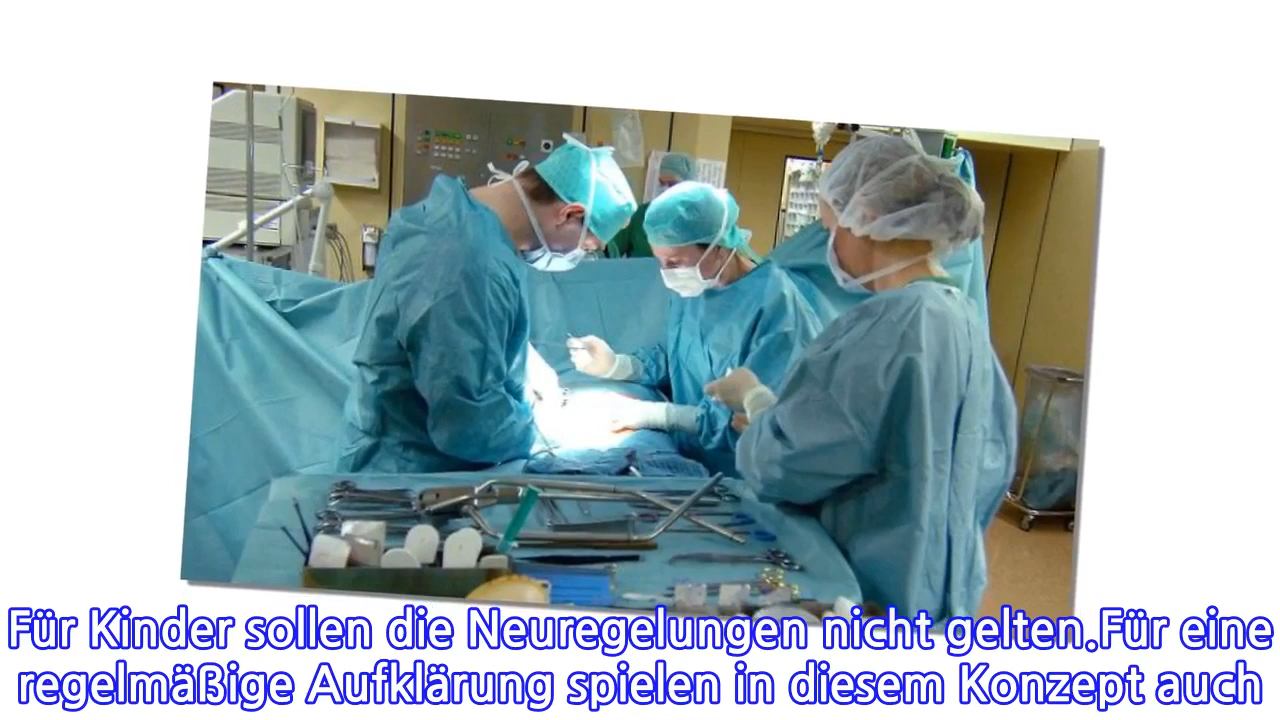 Für Kinder sollen die Neuregelungen nicht gelten.Für eine
regelmäßige Aufklärung spielen in diesem Konzept auch